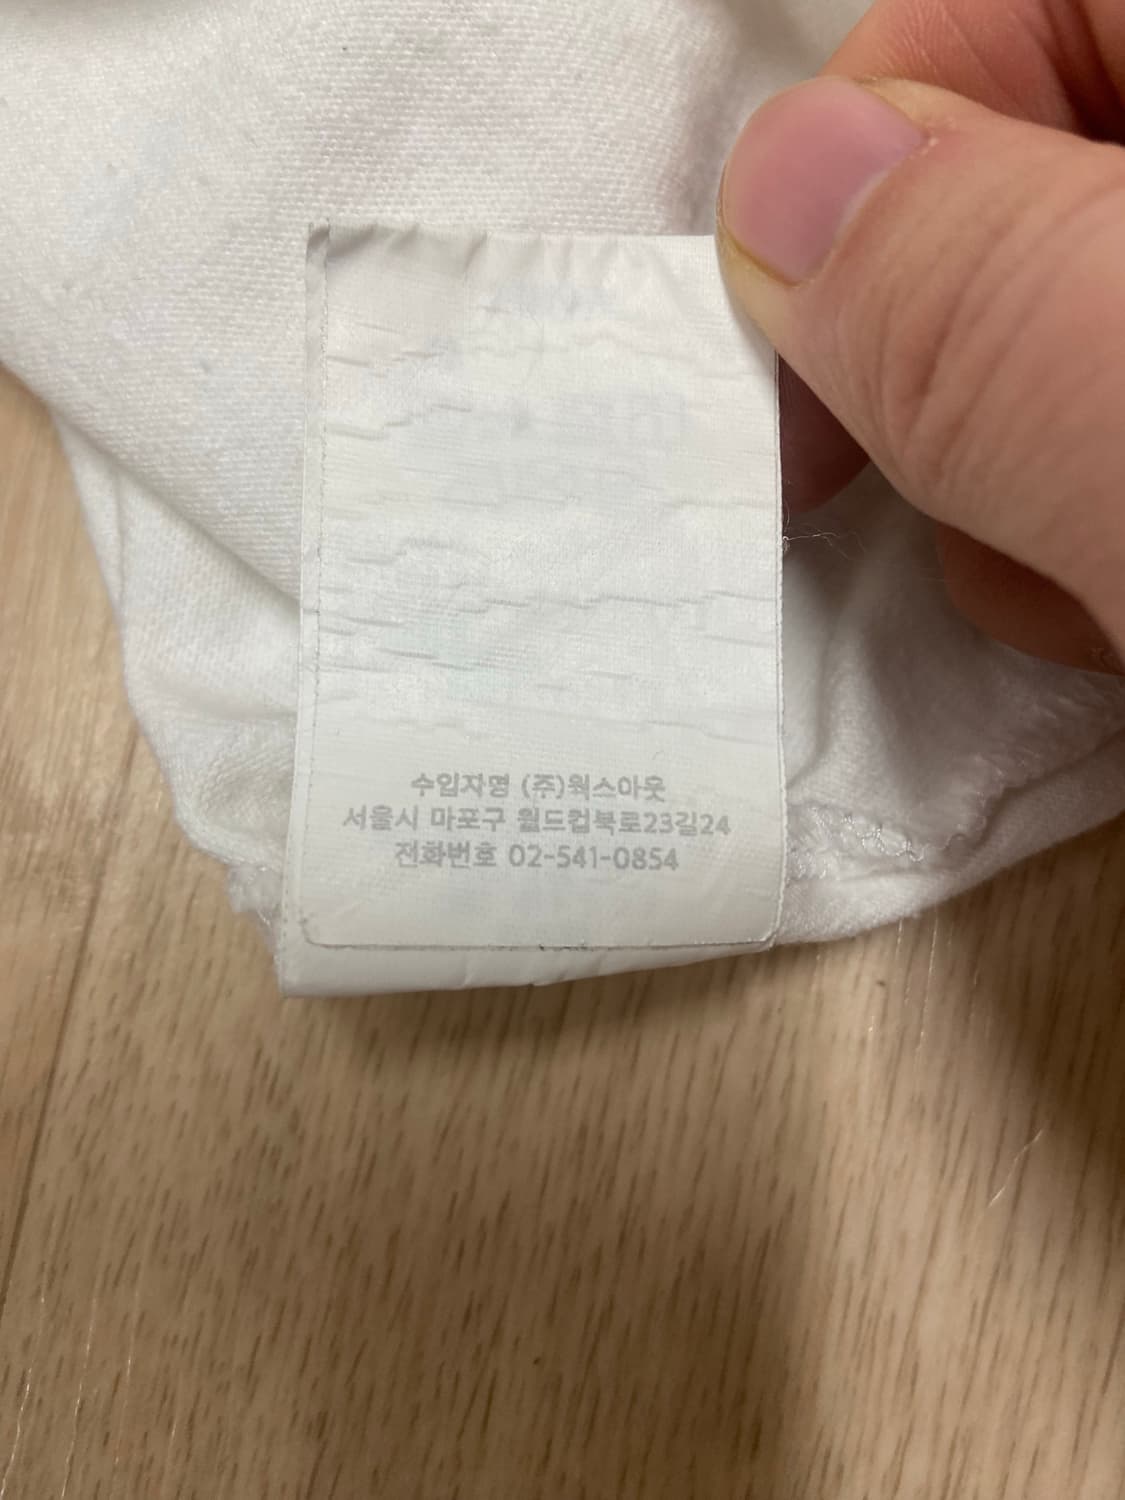 수입자명 (주)웍스아웃
서울시 마포구 월드컵북로23길24
전화번호 02-541-0854